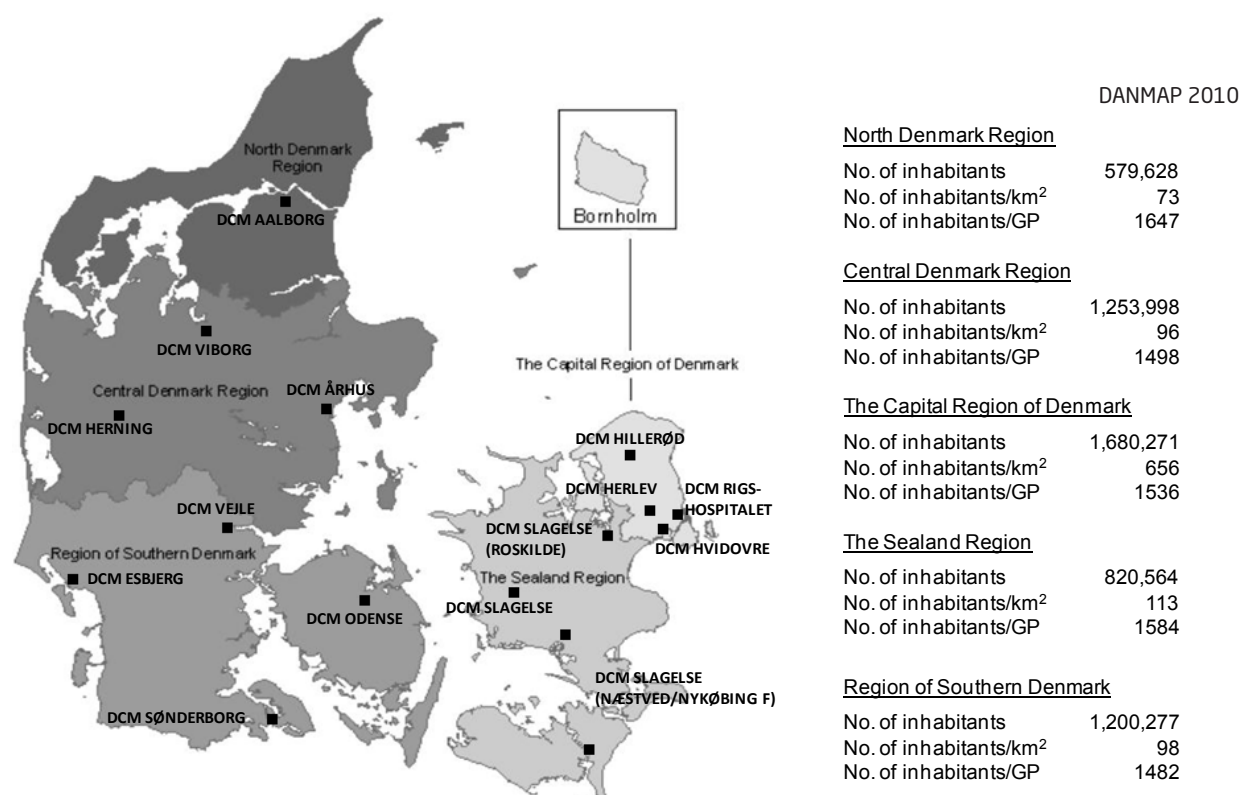 DANMAP 2010
North Denmark
Region
DCM AALBORG
Bornholm
DCM VIBORG
The Capital Region of Denmark
Central Denmark Region
DCM ÅRHUS
DCM HERNING
DCM HILLERØD
DCM HERLEV
DCM RIGS-
HOSPITALET
DCM VEJLE
DCM SLAGELSE
(ROSKILDE)
DCM HVIDOVRE
Region of Southern Denmark
DCM ESBJERG
The Sealand Region
DCM SLAGELSE
DCM ODENSE
DCM SLAGELSE
(NÆSTVED/NYKØBING F)
DCM SØNDERBORG
North Denmark Region
No. of inhabitants 579,628
No. of inhabitants/km² 73
No. of inhabitants/GP 1647
Central Denmark Region
No. of inhabitants 1,253,998
No. of inhabitants/km² 96
No. of inhabitants/GP 1498
The Capital Region of Denmark
No. of inhabitants 1,680,271
No. of inhabitants/km² 656
No. of inhabitants/GP 1536
The Sealand Region
No. of inhabitants 820,564
No. of inhabitants/km² 113
No. of inhabitants/GP 1584
Region of Southern Denmark
No. of inhabitants 1,200,277
No. of inhabitants/km² 98
No. of inhabitants/GP 1482